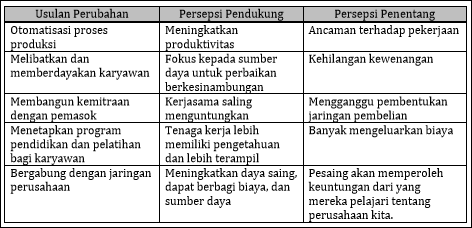 Usulan Perubahan Persepsi Pendukung Persepsi Penentang
Otomatisasi proses Meningkatkan Ancaman terhadap pekerjaan
produksi produktivitas
Melibatkan dan Fokus kepada sumber Kehilangan kewenangan
memberdayakan karyawan daya untuk perbaikan
berkesinambungan
Membangun kemitraan Kerjasama saling Mengganggu pembentukan
dengan pemasok menguntungkan jaringan pembelian
Menetapkan program Tenaga kerja lebih Banyak mengeluarkan biaya
pendidikan dan pelatihan memiliki pengetahuan
bagi karyawan dan lebih terampil
Bergabung dengan jaringan Meningkatkan daya saing, Pesaing akan memperoleh
perusahaan dapat berbagi biaya, dan keuntungan dari yang
sumber daya mereka pelajari tentang
perusahaan kita.